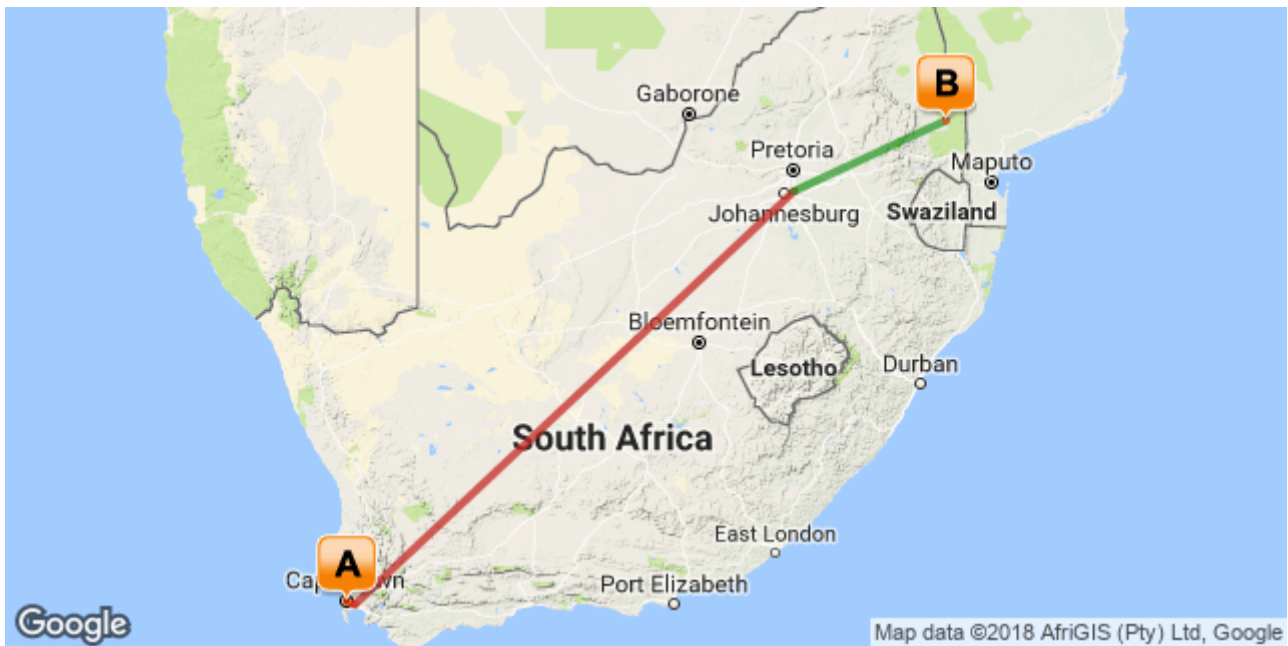 Gaborone
B
Pretoria
Maputo
Johannesburg
Swaziland
Bloemfontein
Lesotho
Durban
South Africa
East London
A
Port Elizabeth
Google
Map data ©2018 AfriGIS (Pty) Ltd, Google